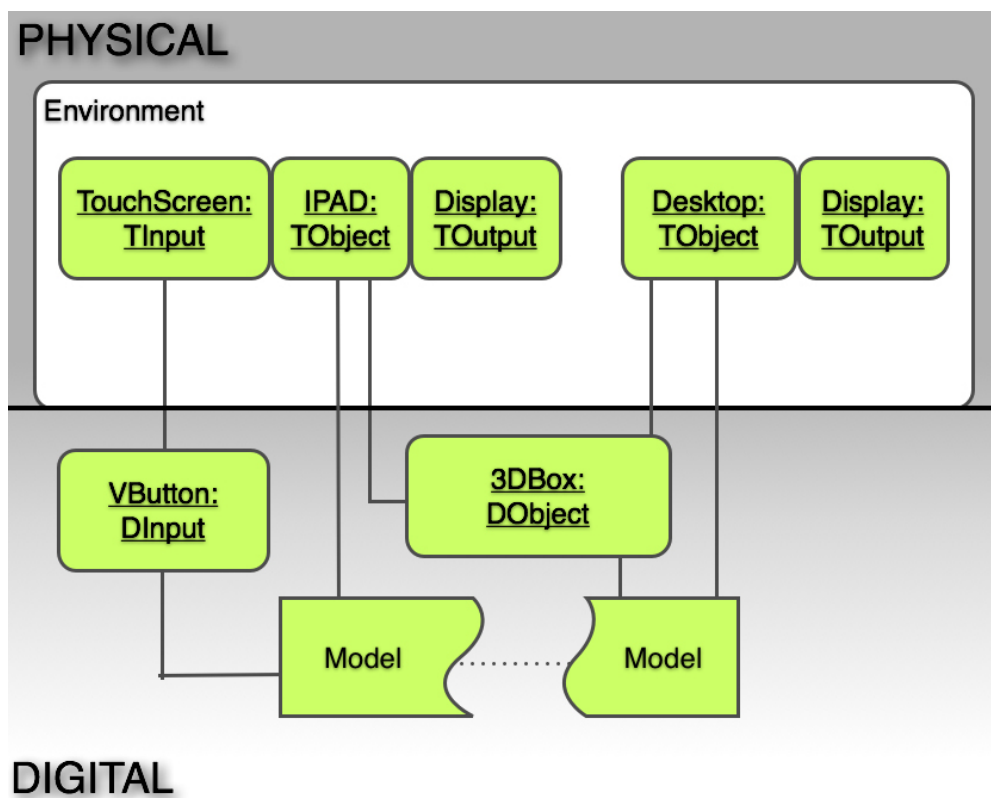 PHYSICAL
Environment
TouchScreen:
TInput
IPAD:
TObject
Display:
TOutput
Desktop:
TObject
Display:
TOutput
VButton:
DInput
3DBox:
DObject
Model
Model
DIGITAL